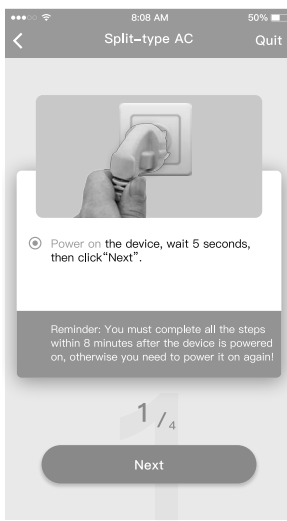 8:08 AM
50%
Split-type AC
Quit
Power on the device, wait 5 seconds,
then click“Next”.
Reminder: You must complete all the steps
within 8 minutes after the device is powered
on, otherwise you need to power it on again!
1/4
Next